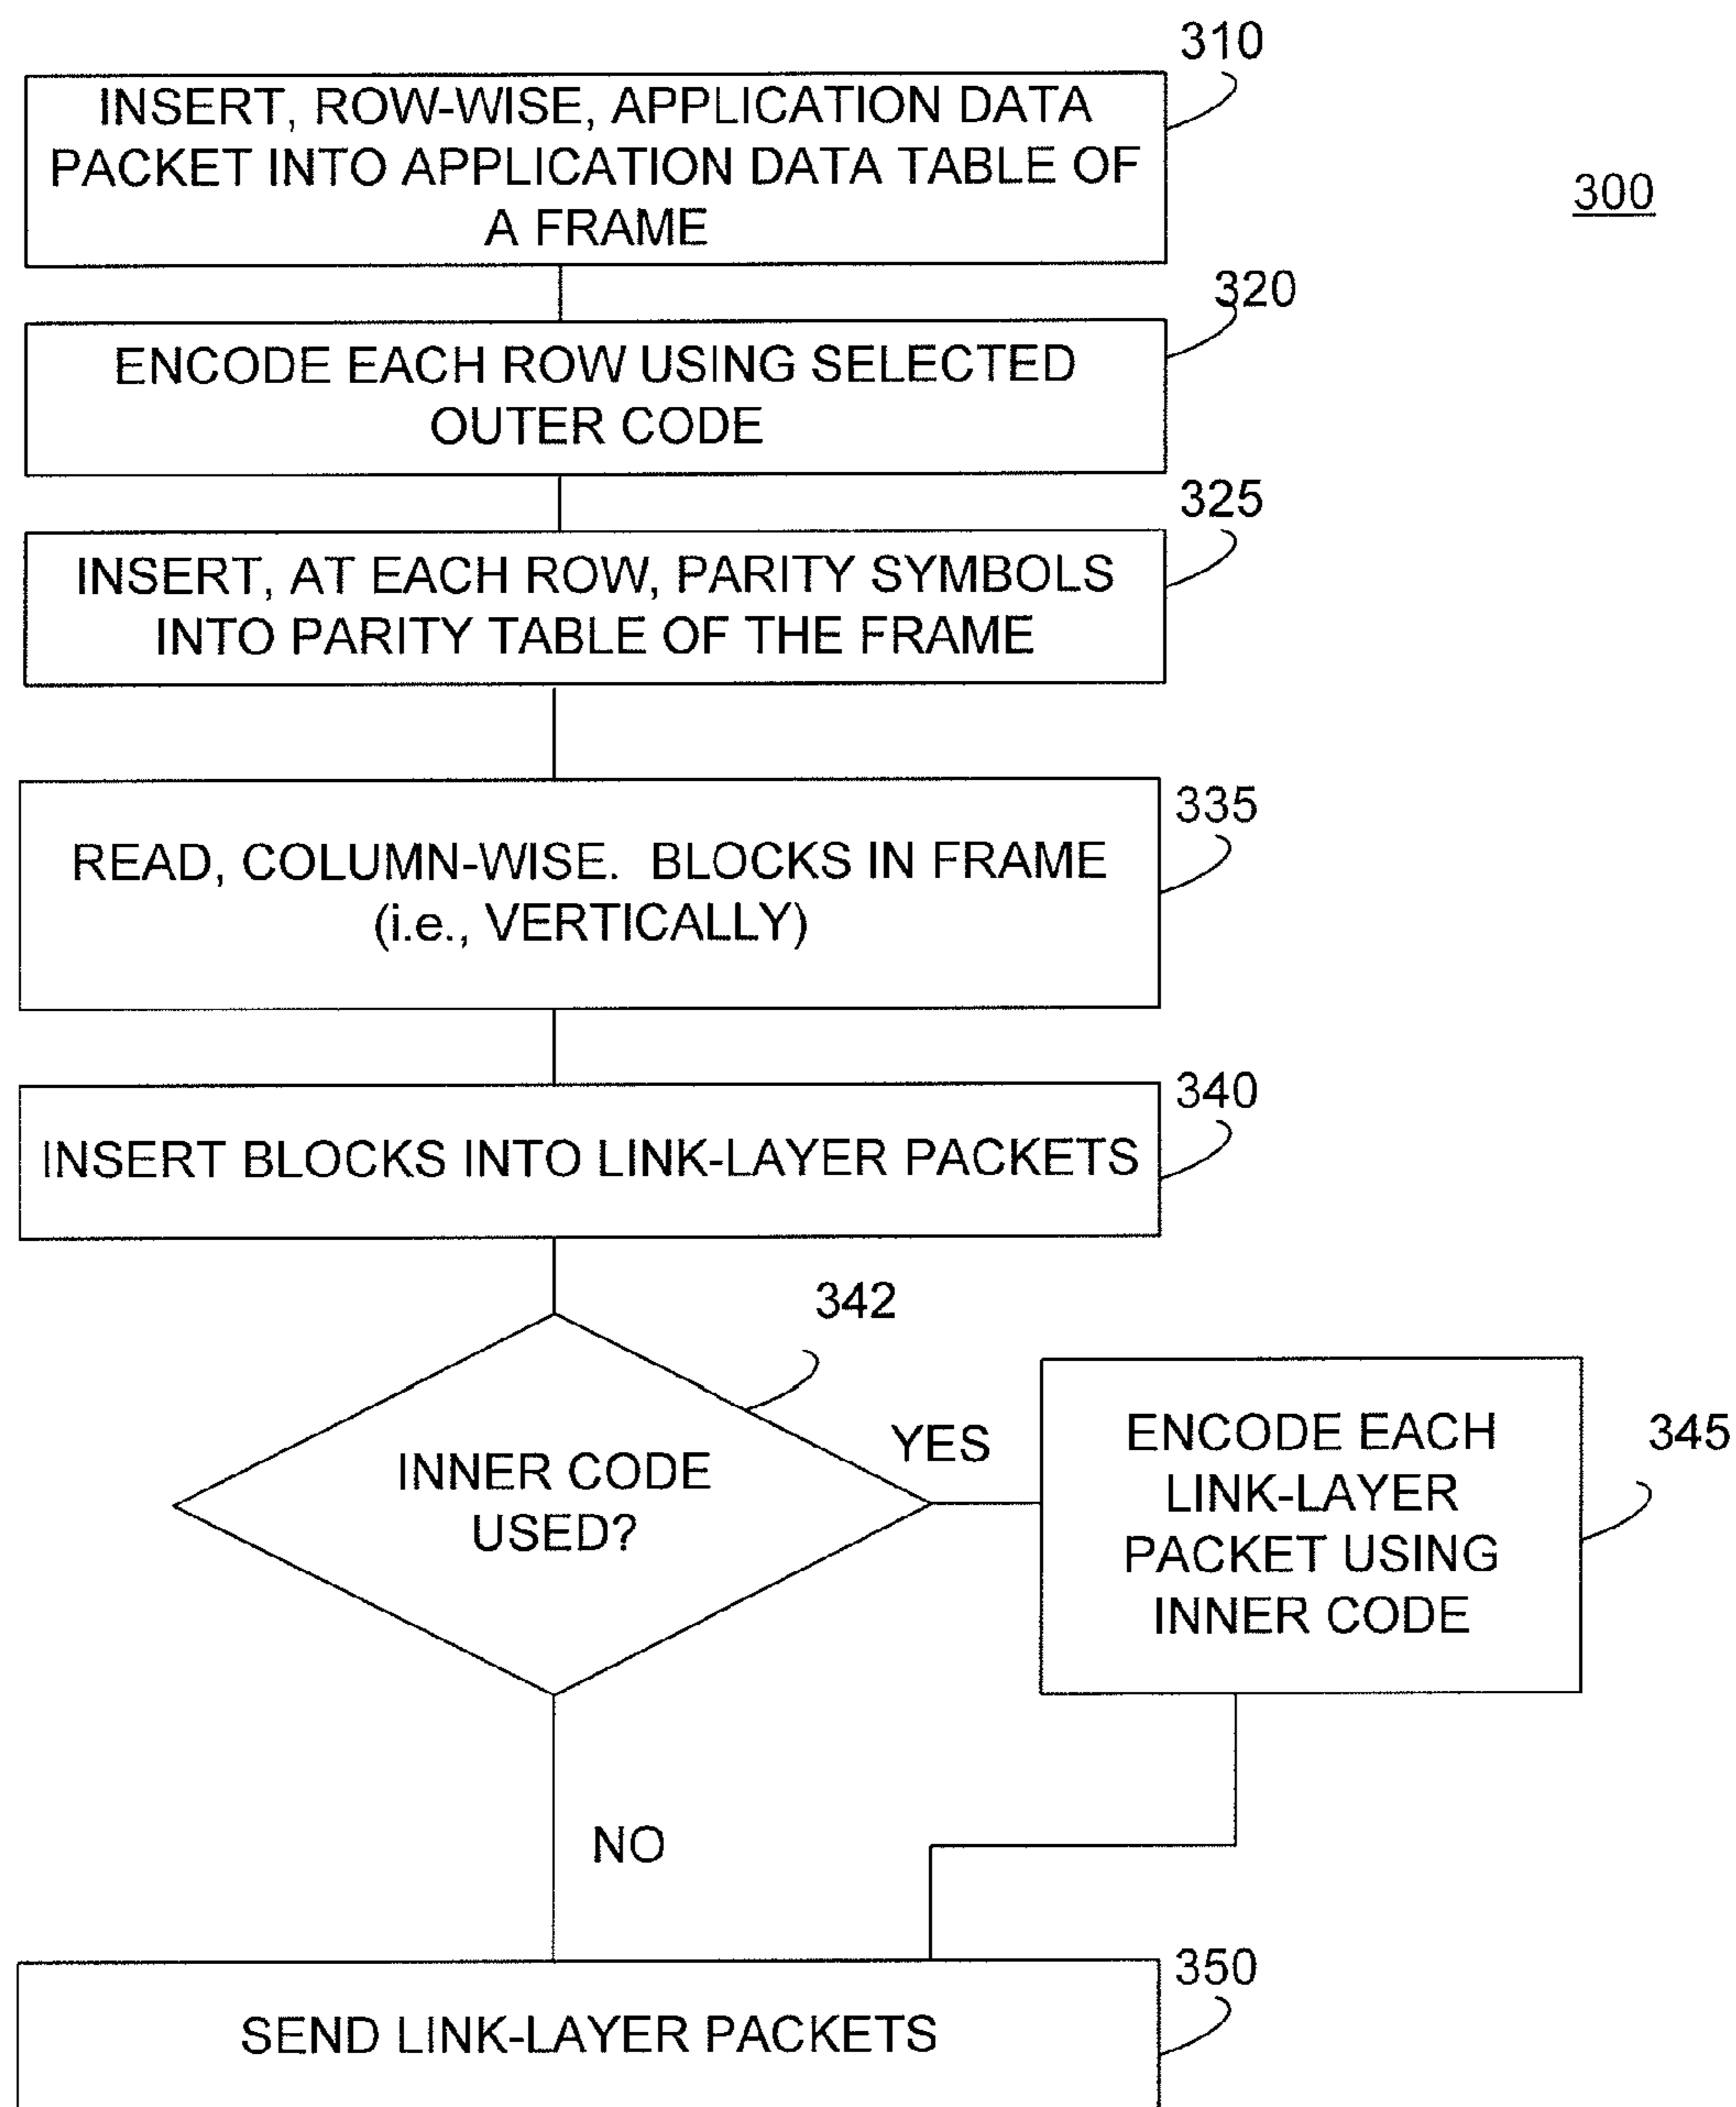 310
INSERT, ROW-WISE, APPLICATION DATA
PACKET INTO APPLICATION DATA TABLE OF
A FRAME
300
320
ENCODE EACH ROW USING SELECTED
OUTER CODE
325
INSERT, AT EACH ROW, PARITY SYMBOLS
INTO PARITY TABLE OF THE FRAME
335
READ, COLUMN-WISE. BLOCKS IN FRAME
(i.e., VERTICALLY)
340
INSERT BLOCKS INTO LINK-LAYER PACKETS
342
INNER CODE
USED?
YES
ENCODE EACH
LINK-LAYER
PACKET USING
INNER CODE
345
NO
350
SEND LINK-LAYER PACKETS